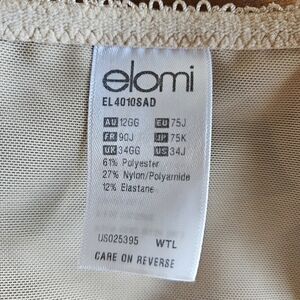 elomi
EL4010SAD
AU 12GG EU 75J
FR 90J JP 75K
UK 34GG US 34J
61% Polyester
27% Nylon/Polyamide
12% Elastane
US025395 WTL
CARE ON REVERSE